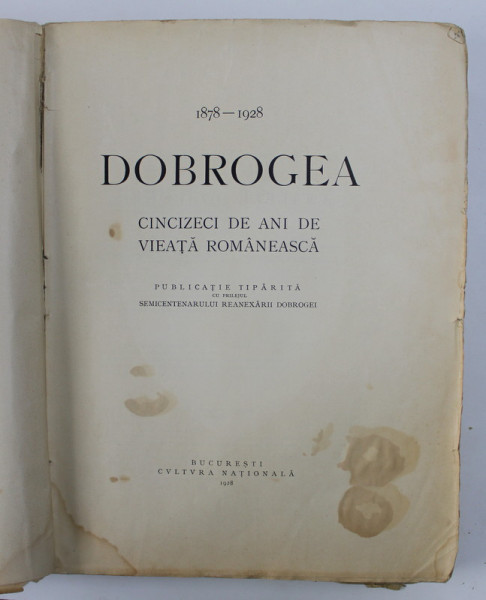 1878 — 1928
DOBROGEA
CINCIZECI DE ANI DE
VIEAȚĂ ROMÂNEASCĂ
PUBLICAȚIE TIPĂRITĂ
CU PRILEJUL
SEMICENTENARULUI REANEXĂRII DOBROGEI
BUCUREȘTI
CVLTVRA NAȚIONALĂ
1928